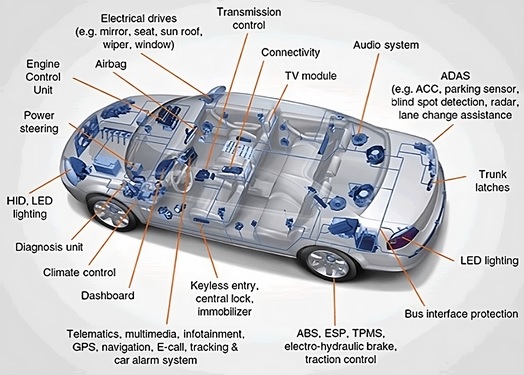 Electrical drives
(e.g. mirror, seat, sun roof,
wiper, window)
Transmission
control
Connectivity
TV module
Audio system
ADAS
(e.g. ACC, parking sensor,
blind spot detection, radar,
lane change assistance)
Engine
Control
Unit
Airbag
Power
steering
Trunk
latches
HID, LED
lighting
Diagnosis unit
LED lighting
Climate control
Dashboard
Keyless entry,
central lock,
immobilizer
Bus interface protection
Telematics, multimedia, infotainment,
GPS, navigation, E-call, tracking &
car alarm system
ABS, ESP, TPMS,
electro-hydraulic brake,
traction control